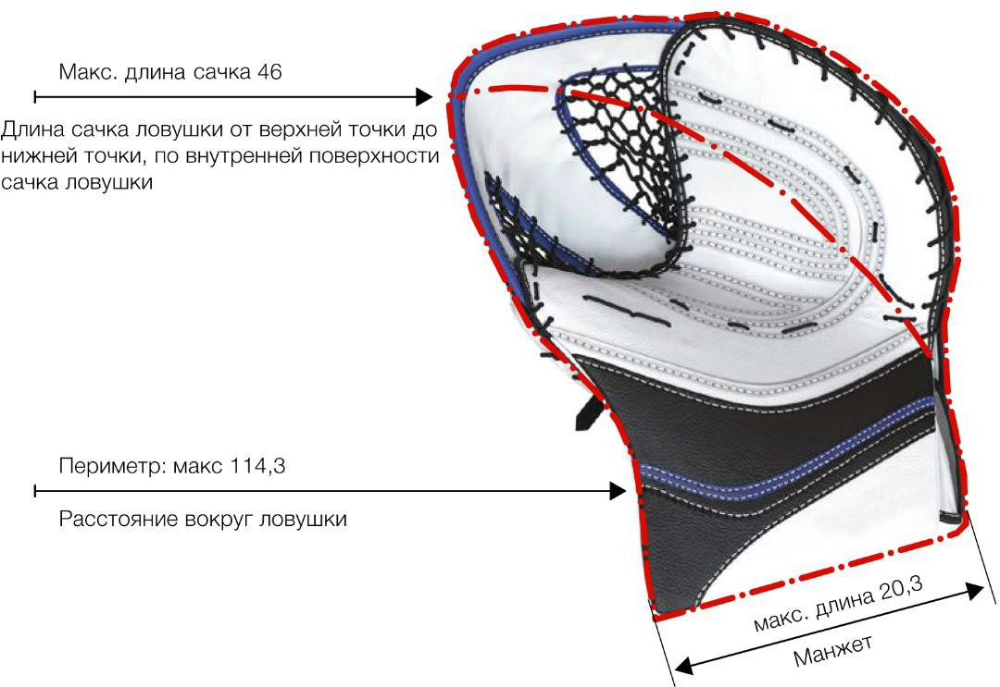 Макс. длина сачка 46
Длина сачка ловушки от верхней точки до
нижней точки, по внутренней поверхности
сачка ловушки
Периметр: макс 114,3
Расстояние вокруг ловушки
макс. длина 20,3
Манжет